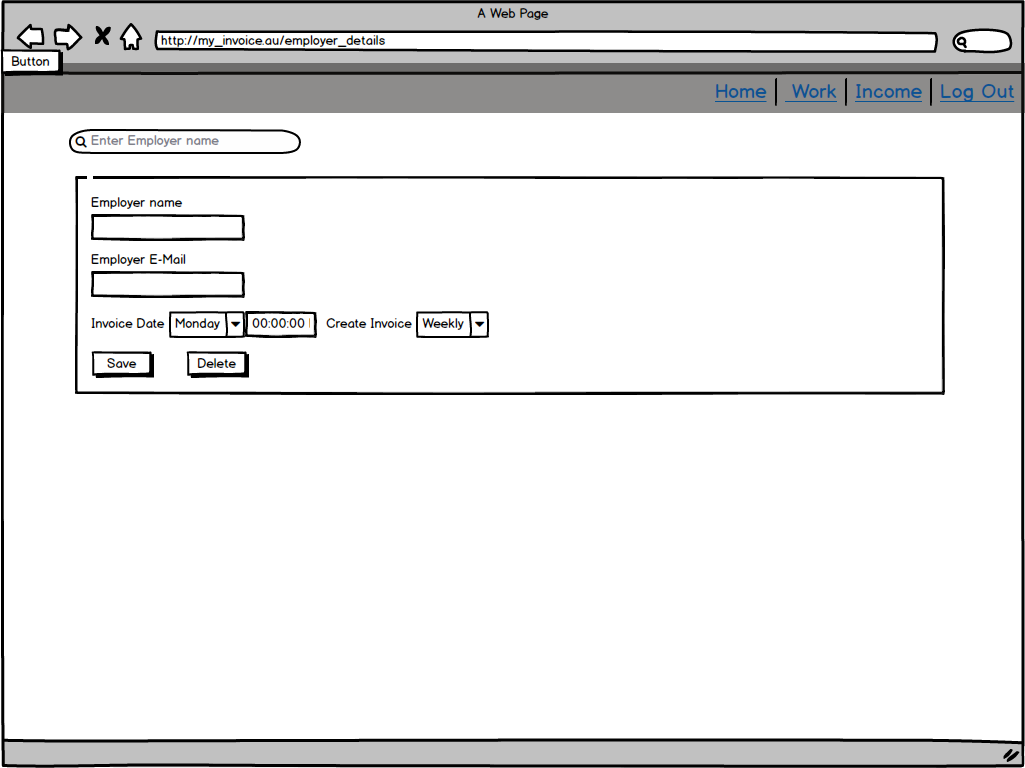 A Web Page
http://my_invoice.au/employer_details
Button
Home Work Income Log Out
Enter Employer name
Employer name
Employer E-Mail
Invoice Date Monday 00:00:00 Create Invoice Weekly
Save Delete